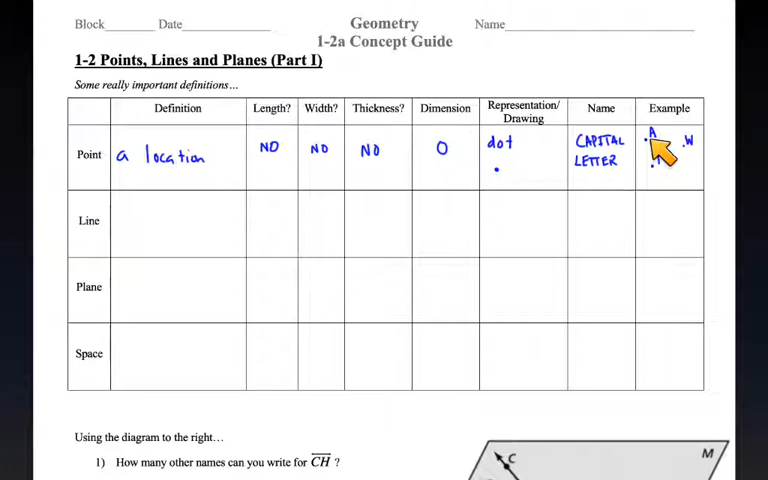 Block______ Date____________ Geometry Name______________________________
1-2a Concept Guide
1-2 Points, Lines and Planes (Part I)
Some really important definitions…
Definition Length? Width? Thickness? Dimension Representation/ Drawing Name Example
Point a location NO NO NO 0 dot CAPITAL LETTER A W
Line
Plane
Space
Using the diagram to the right…
1) How many other names can you write for CH ?
C M